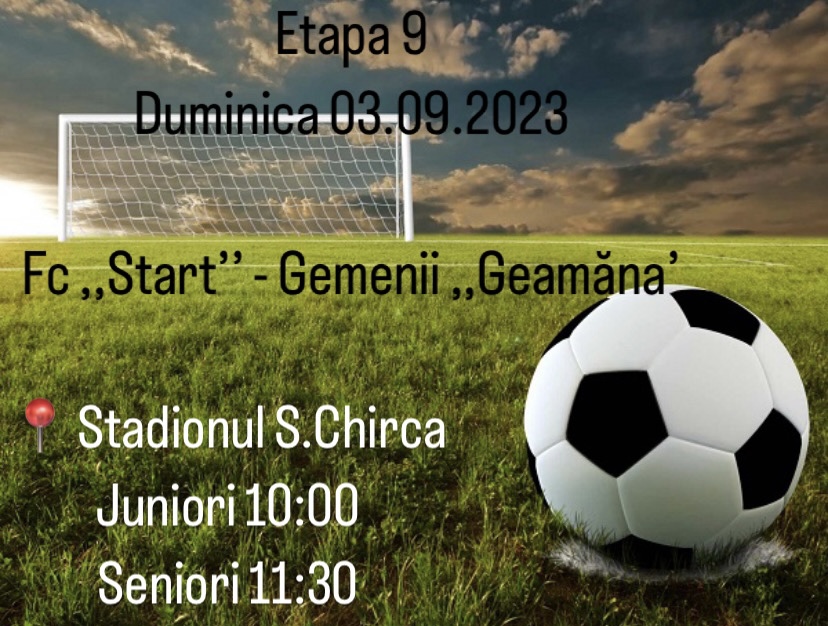 Etapa 9
Duminica 03.09.2023
Fc ,,Start’’ - Gemenii ,,Geamăna’
Stadionul S.Chirca
Juniori 10:00
Seniori 11:30